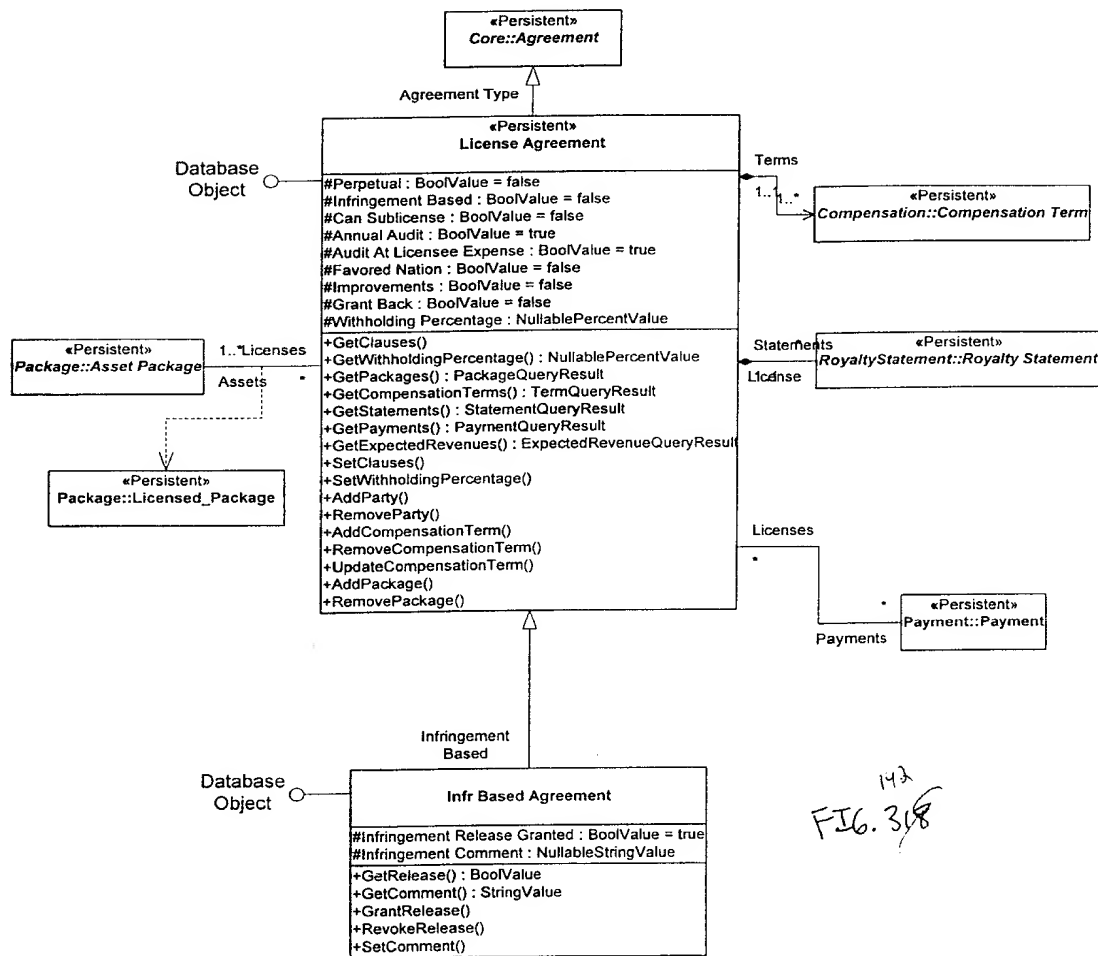 «Persistent»
Core::Agreement
Agreement Type
«Persistent»
License Agreement
Database
Object
#Perpetual : BoolValue = false
#Infringement Based : BoolValue = false
#Can Sublicense : BoolValue = false
#Annual Audit : BoolValue = true
#Audit At Licensee Expense : BoolValue = true
#Favored Nation : BoolValue = false
#Improvements : BoolValue = false
#Grant Back : BoolValue = false
#Withholding Percentage : NullablePercentValue
+GetClauses()
+GetWithholdingPercentage() : NullablePercentValue
+GetPackages() : PackageQueryResult
+GetCompensationTerms() : TermQueryResult
+GetStatements() : StatementQueryResult
+GetPayments() : PaymentQueryResult
+GetExpectedRevenues() : ExpectedRevenueQueryResult
+SetClauses()
+SetWithholdingPercentage()
+AddParty()
+RemoveParty()
+AddCompensationTerm()
+RemoveCompensationTerm()
+UpdateCompensationTerm()
+AddPackage()
+RemovePackage()
Terms
1..*
«Persistent»
Compensation::Compensation Term
«Persistent»
Package::Asset Package
1..*Licenses
Assets
*
«Persistent»
Package::Licensed_Package
Statements
License
«Persistent»
RoyaltyStatement::Royalty Statement
Licenses
*
*
Payments
«Persistent»
Payment::Payment
Infringement
Based
Database
Object
Infr Based Agreement
#Infringement Release Granted : BoolValue = true
#Infringement Comment : NullableStringValue
+GetRelease() : BoolValue
+GetComment() : StringValue
+GrantRelease()
+RevokeRelease()
+SetComment()
142
FIG. 318